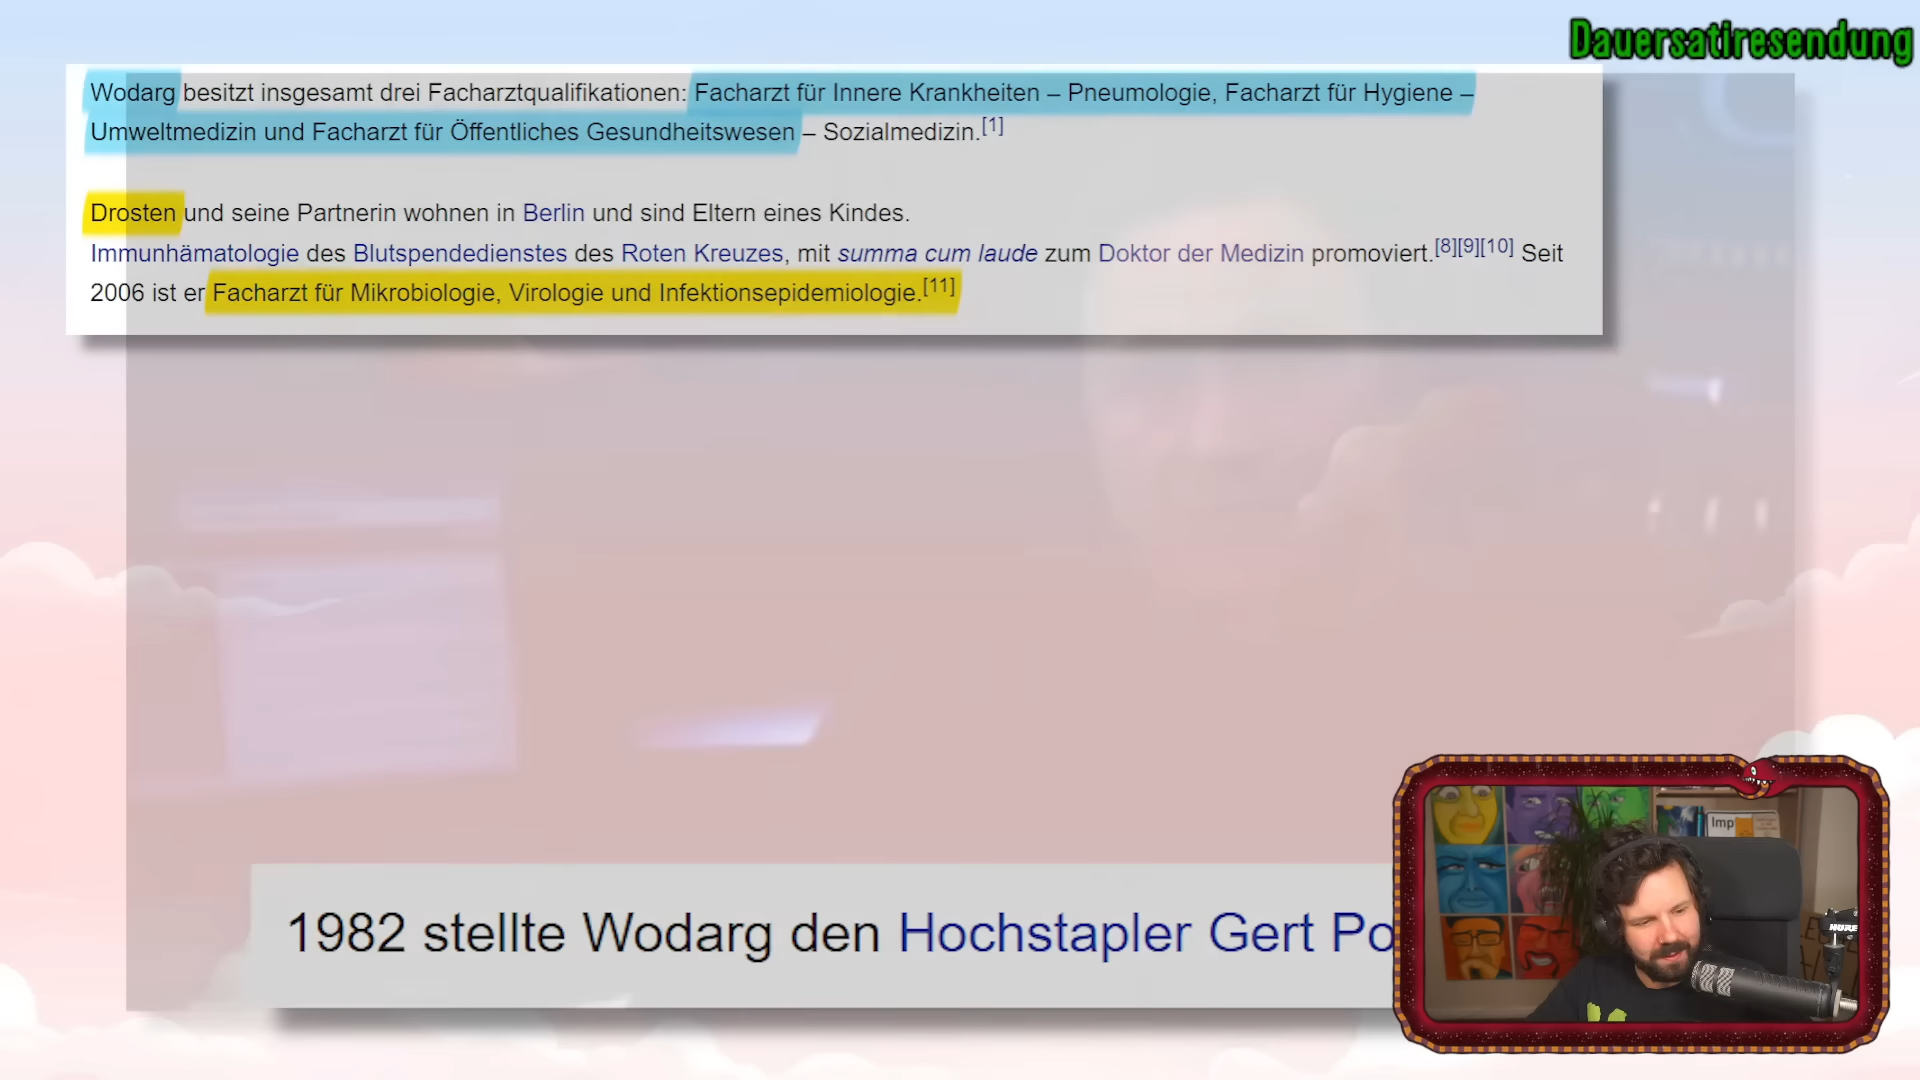 Dauersatiresendung
Wodarg besitzt insgesamt drei Facharztqualifikationen: Facharzt für Innere Krankheiten – Pneumologie, Facharzt für Hygiene –
Umweltmedizin und Facharzt für Öffentliches Gesundheitswesen – Sozialmedizin.[1]
Drosten und seine Partnerin wohnen in Berlin und sind Eltern eines Kindes.
Immunhämatologie des Blutspendedienstes des Roten Kreuzes, mit summa cum laude zum Doktor der Medizin promoviert.[8][9][10] Seit
2006 ist er Facharzt für Mikrobiologie, Virologie und Infektionsepidemiologie.[11]
1982 stellte Wodarg den Hochstapler Gert Po
Imp